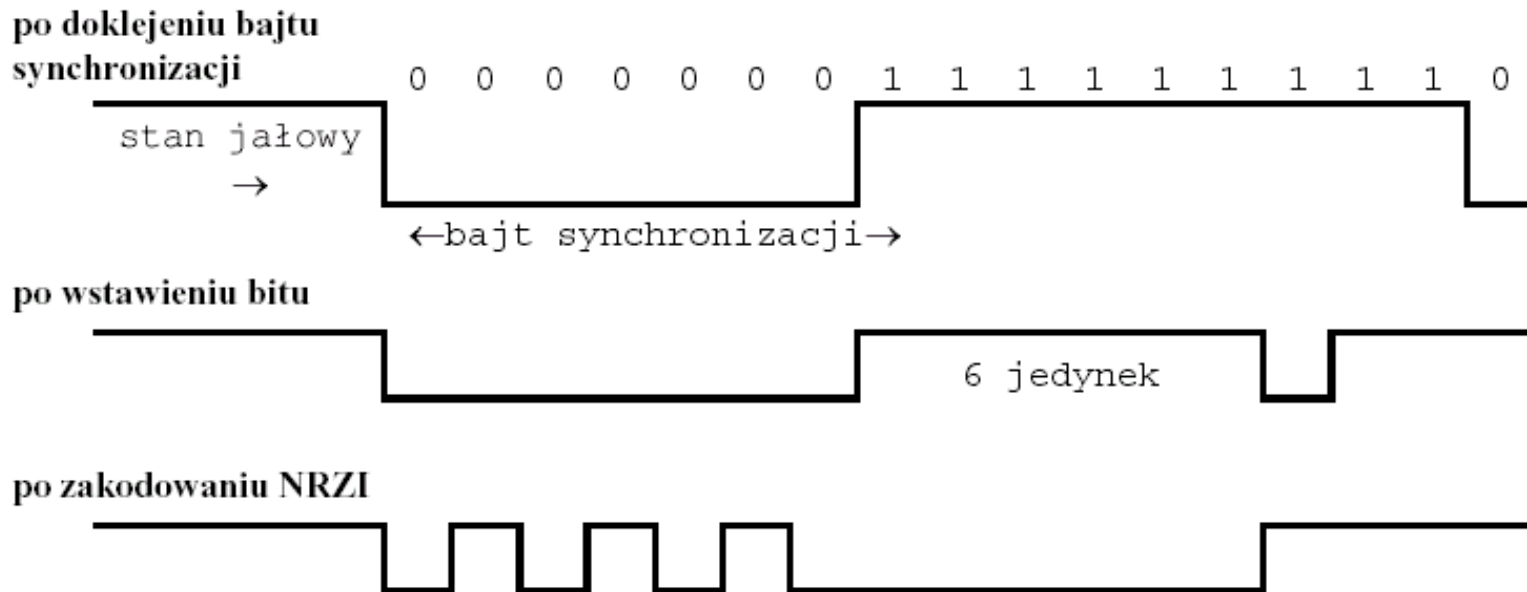 po doklejeniu bajtu
synchronizacji
0 0 0 0 0 0 0 1 1 1 1 1 1 1 1 1 0
stan jałowy
→
←bajt synchronizacji→
po wstawieniu bitu
6 jedynek
po zakodowaniu NRZI